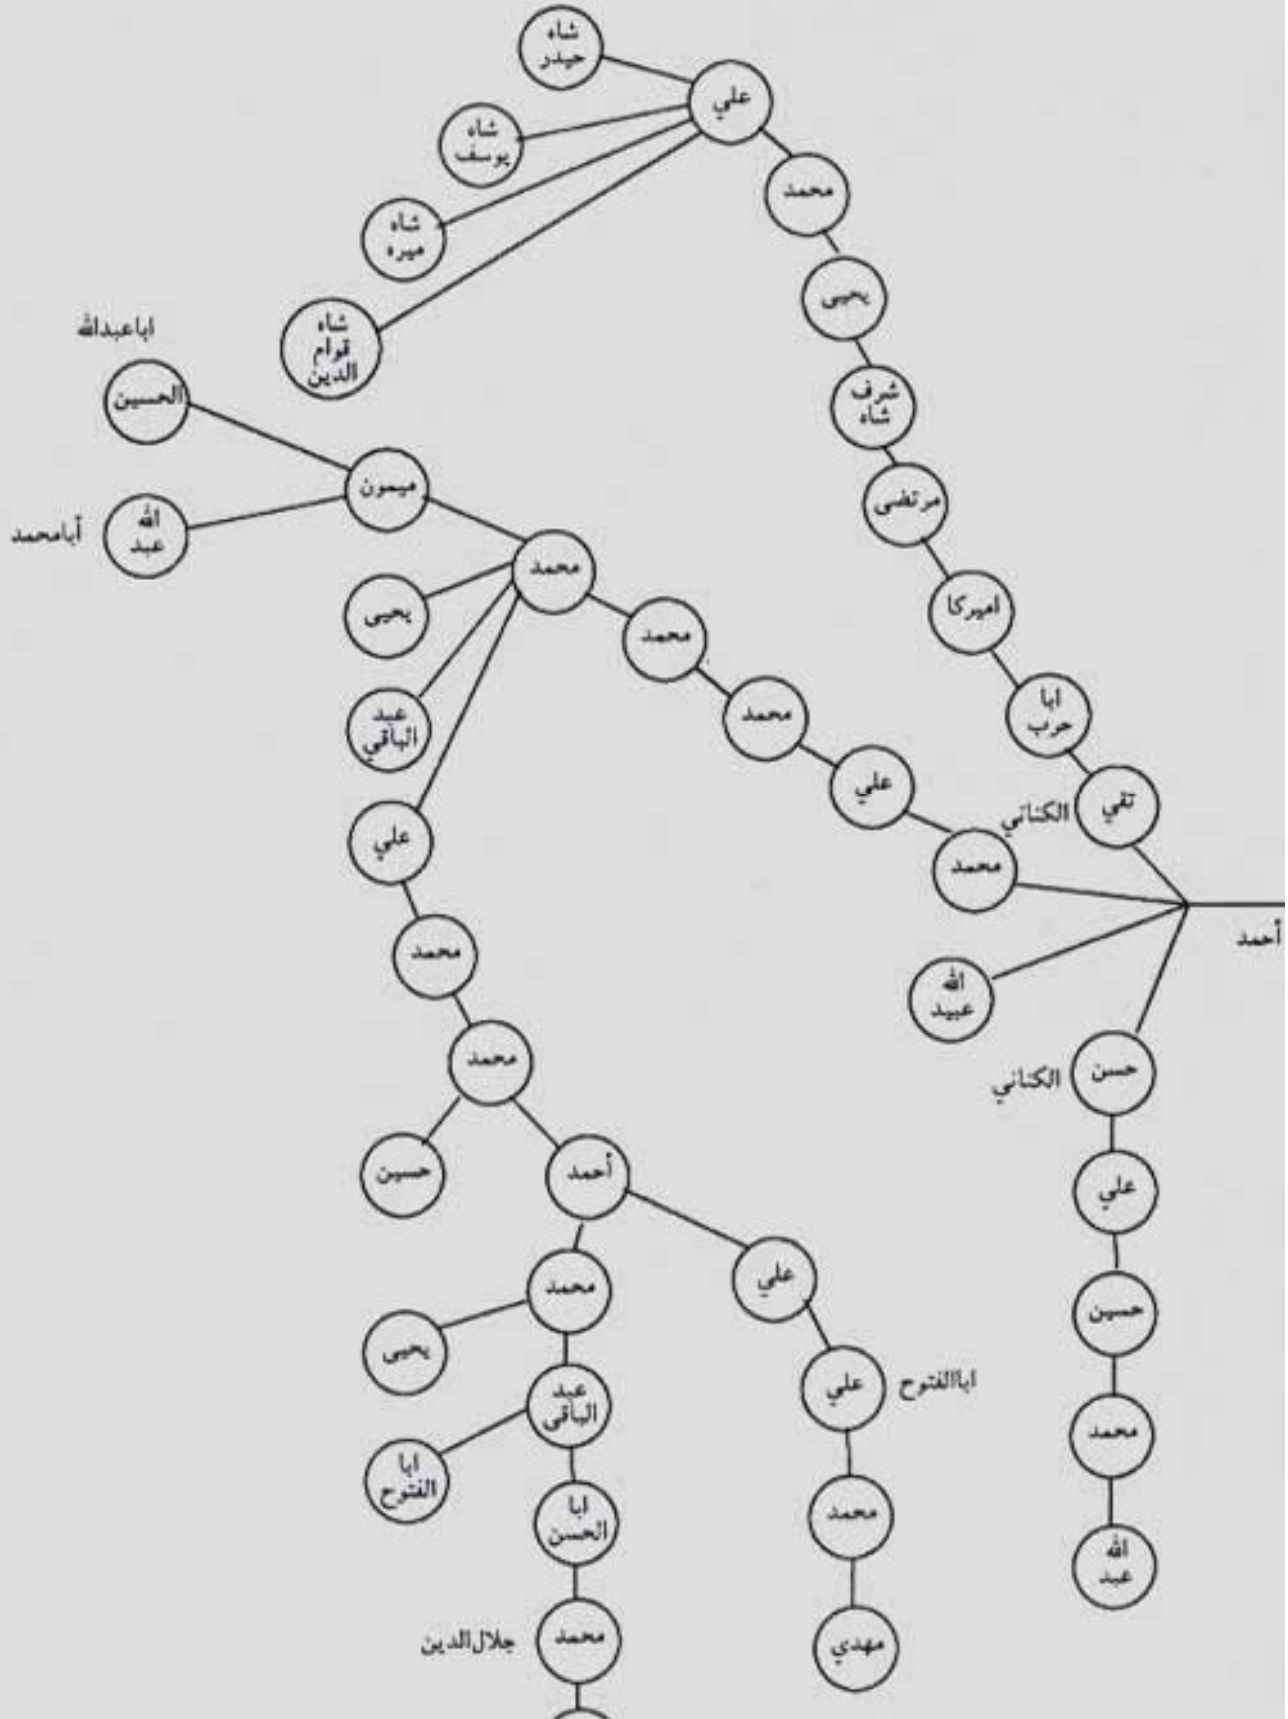 شاه
حيدر
علي
شاه
يوسف
محمد
شاه
ميره
يحيى
شاه
قوام
الدين
اباعبدالله
الحسين
شرف
شاه
ميمون
مرتضى
أبامحمد
الله
عبد
محمد
يحيى
اميركا
محمد
عبد
الباقي
محمد
ابا
حرب
علي
علي
تقي
الكتاني
محمد
أحمد
محمد
الله
عبيد
محمد
حسن
الكناني
حسين
أحمد
علي
محمد
علي
حسين
يحيى
عبد
الباقى
علي
اباالفتوح
محمد
ابا
الفتوح
ابا
الحسن
محمد
الله
عبد
محمد
جلال‌الدين
مهدي